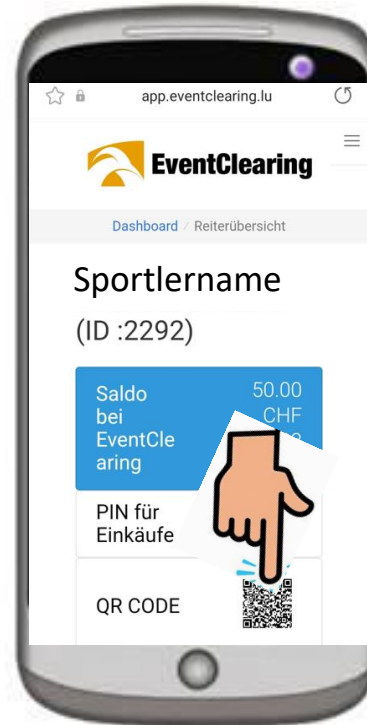 app.eventclearing.lu
EventClearing
Dashboard / Reiterübersicht
Sportlername
(ID :2292)
Saldo 50.00
bei CHF
EventCle
aring
PIN für
Einkäufe
QR CODE